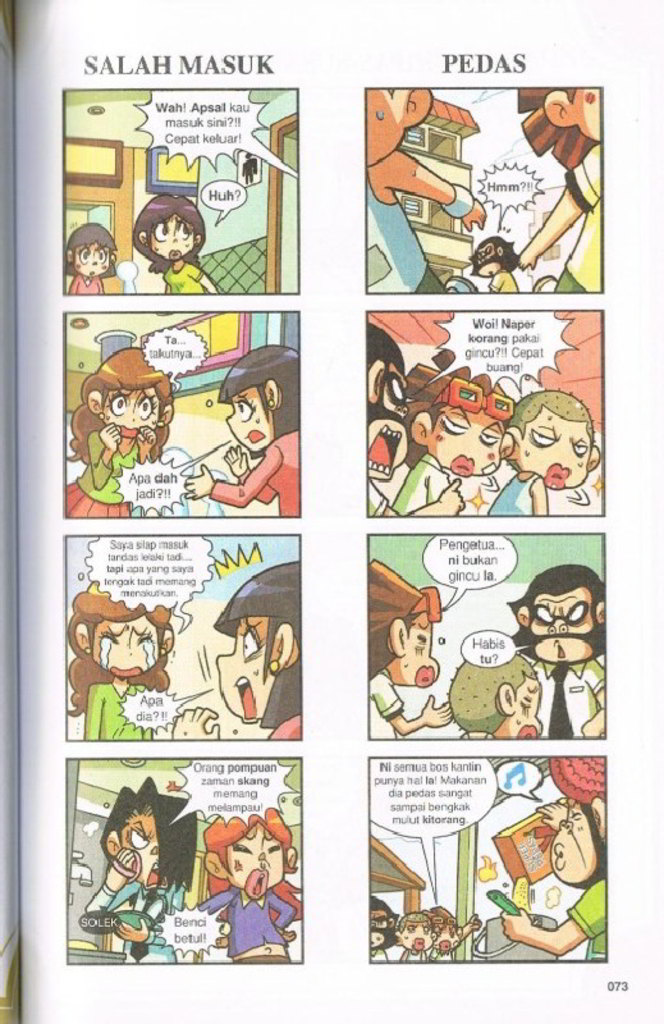 SALAH MASUK
Wah! Apsal kau
masuk sini?!!
Cepat keluar!
Huh?
Ta...
takutnya...
Apa dah
jadi?!!
Saya silap masuk
tandas lelaki tadi...
tapi apa yang saya
tengok tadi memang
menakutkan.
Apa
dia?!!
Orang pompuan
zaman skang
memang
melampau!
SOLEK
Benci
betul!
PEDAS
Hmm?!!
Woi! Naper
korang pakai
gincu?!! Cepat
buang!
Pengetua...
ni bukan
gincu la.
Habis
tu?
Ni semua bos kantin
punya hal la! Makanan
dia pedas sangat
sampai bengkak
mulut kitorang.
073